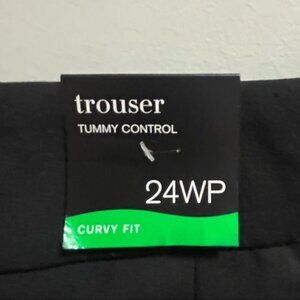 trouser
TUMMY CONTROL
24WP
CURVY FIT